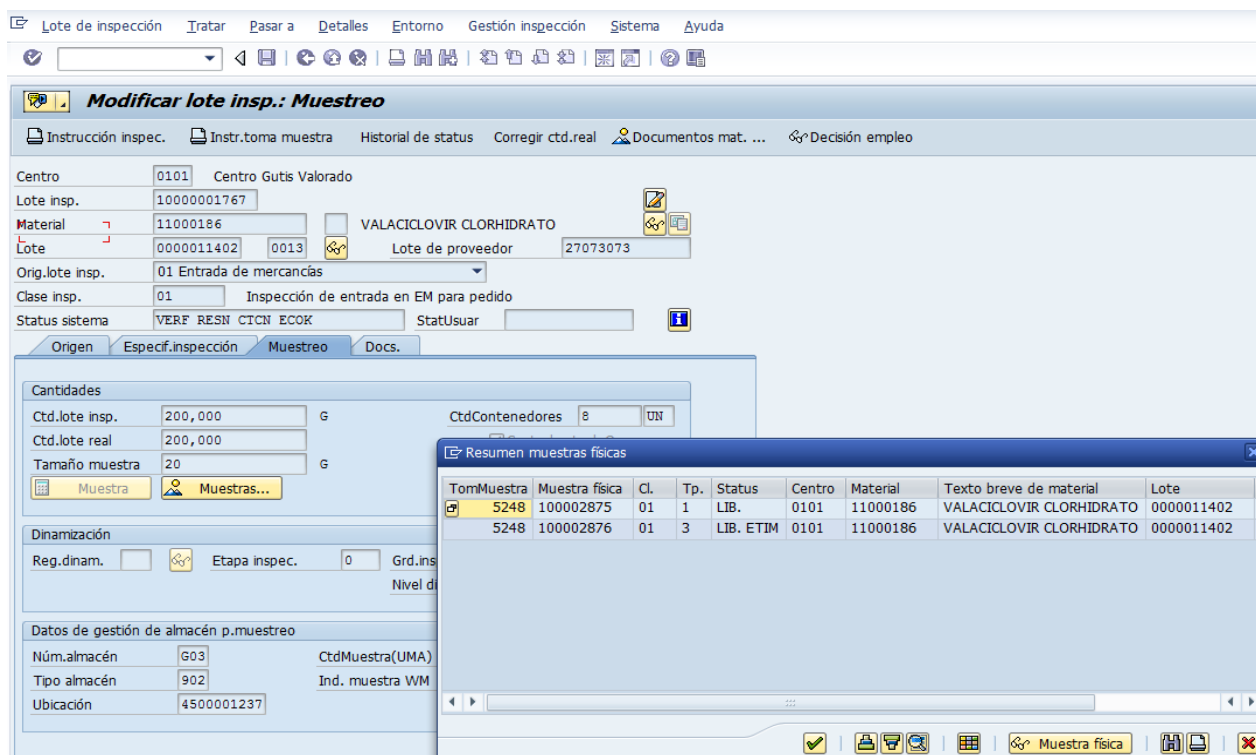 Lote de inspección Tratar Pasar a Detalles Entorno Gestión inspección Sistema Ayuda
Modificar lote insp.: Muestreo
Instrucción inspec. Instr.toma muestra Historial de status Corregir ctd.real Documentos mat. ... Decisión empleo
Centro 0101 Centro Gutis Valorado
Lote insp. 10000001767
Material 11000186 VALACICLOVIR CLORHIDRATO
Lote 0000011402 0013 Lote de proveedor 27073073
Orig.lote insp. 01 Entrada de mercancías
Clase insp. 01 Inspección de entrada en EM para pedido
Status sistema VERF RESN CTCN ECOK StatUsuar
Origen Especif.inspección Muestreo Docs.
Cantidades
Ctd.lote insp. 200,000 G CtdContenedores 8 UN
Ctd.lote real 200,000
Tamaño muestra 20 G
Muestra Muestras...
Dinamización
Reg.dinam. Etapa inspec. 0 Grd.ins
Nivel di
Datos de gestión de almacén p.muestreo
Núm.almacén G03 CtdMuestra(UMA)
Tipo almacén 902 Ind. muestra WM
Ubicación 4500001237
Resumen muestras físicas
TomMuestra Muestra física Cl. Tp. Status Centro Material Texto breve de material Lote
5248 100002875 01 1 LIB. 0101 11000186 VALACICLOVIR CLORHIDRATO 0000011402
5248 100002876 01 3 LIB. ETIM 0101 11000186 VALACICLOVIR CLORHIDRATO 0000011402
Muestra física